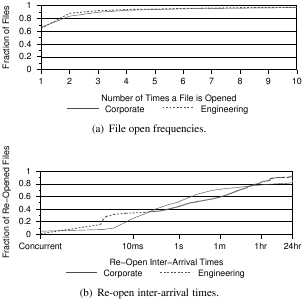 Fraction of Files
1
0.8
0.6
0.4
0.2
0
1 2 3 4 5 6 7 8 9 10
Number of Times a File is Opened
Corporate Engineering
(a) File open frequencies.
Fraction of Re−Opened Files
1
0.8
0.6
0.4
0.2
0
Concurrent 10ms 1s 1m 1hr 24hr
Re−Open Inter−Arrival Times
Corporate Engineering
(b) Re-open inter-arrival times.